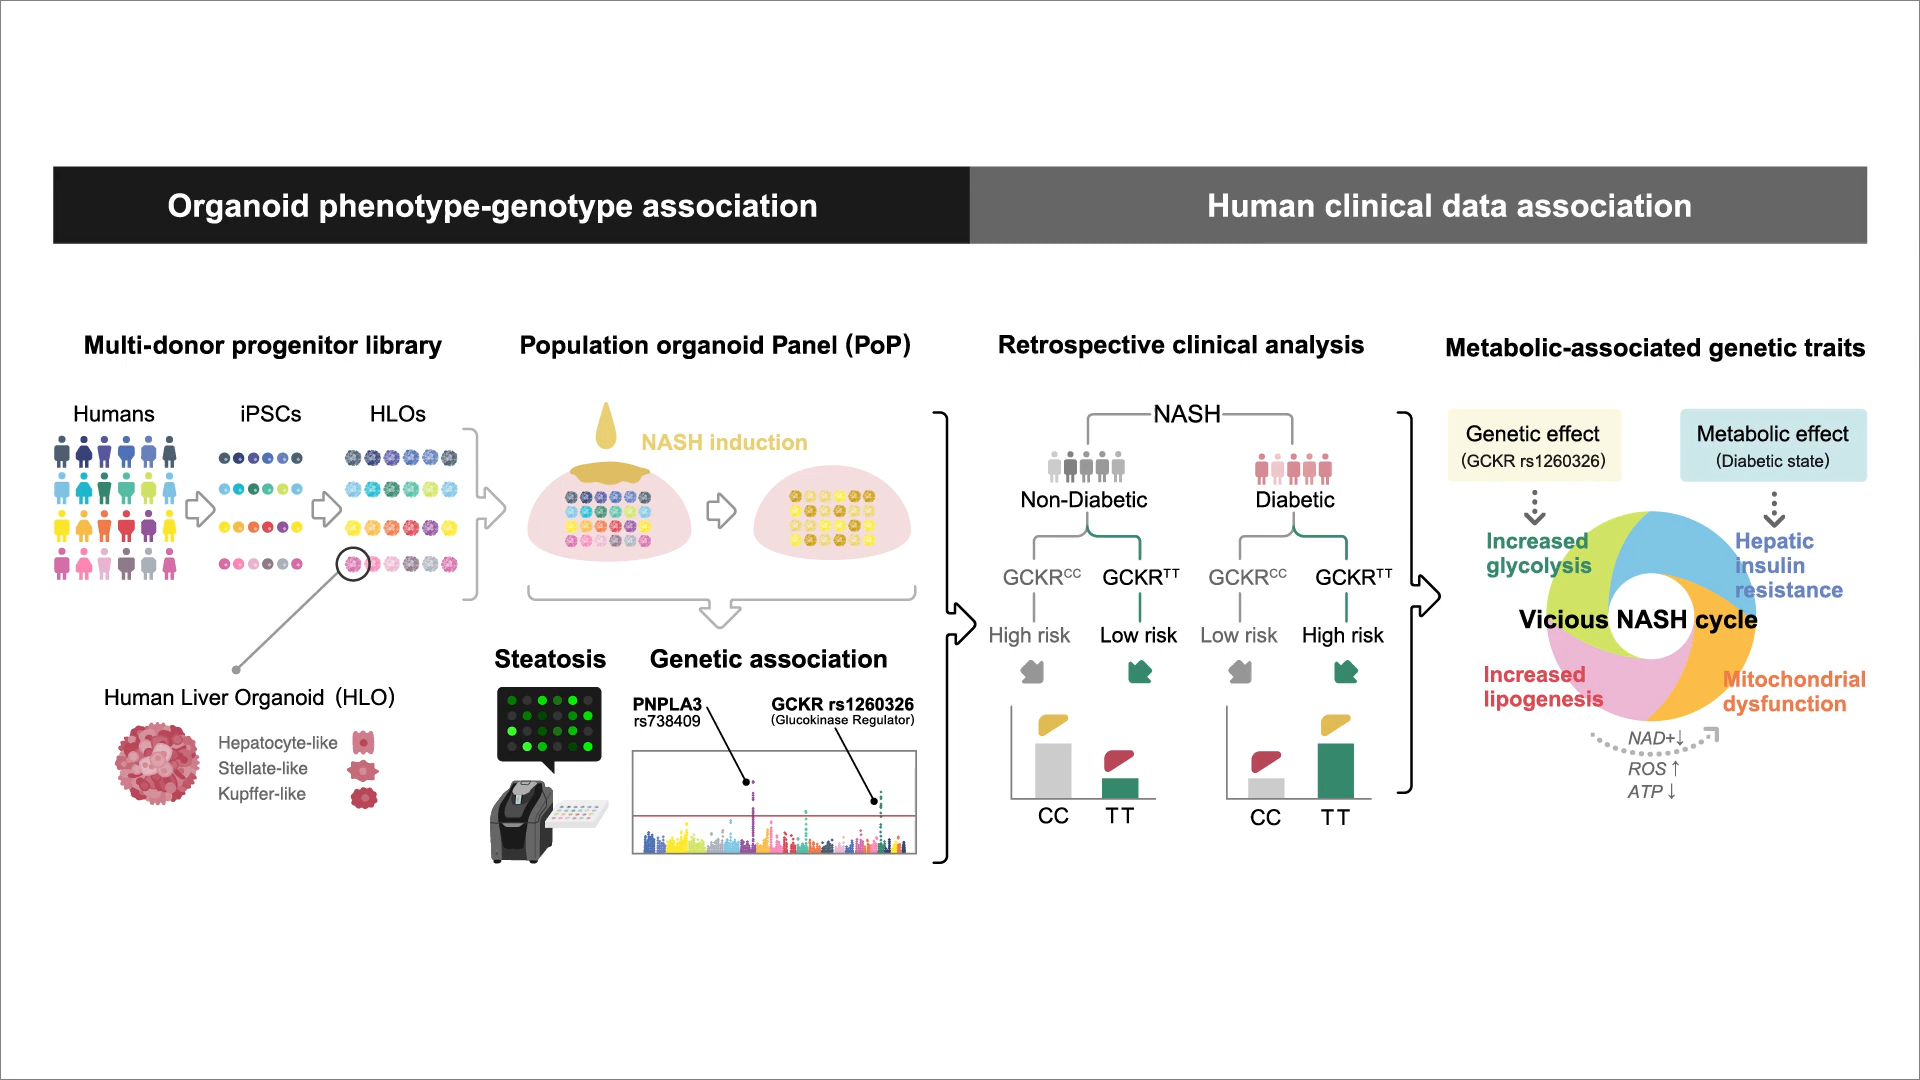 Organoid phenotype-genotype association
Human clinical data association
Multi-donor progenitor library
Humans
iPSCs
HLOs
Human Liver Organoid (HLO)
Hepatocyte-like
Stellate-like
Kupffer-like
Population organoid Panel (PoP)
NASH induction
Steatosis
Genetic association
PNPLA3
rs738409
GCKR rs1260326
(Glucokinase Regulator)
Retrospective clinical analysis
NASH
Non-Diabetic
Diabetic
GCKRCC
GCKRTT
GCKRCC
GCKRTT
High risk
Low risk
Low risk
High risk
CC
TT
CC
TT
Metabolic-associated genetic traits
Genetic effect
(GCKR rs1260326)
Metabolic effect
(Diabetic state)
Increased
glycolysis
Hepatic
insulin
resistance
Vicious NASH cycle
Increased
lipogenesis
Mitochondrial
dysfunction
NAD+↓
ROS↑
ATP↓